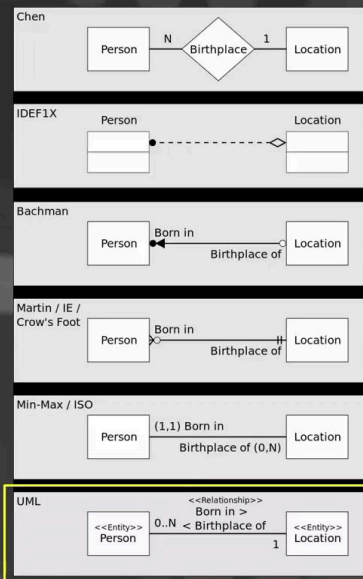 Chen
Person
N
Birthplace
1
Location
IDEF1X
Person
Location
Bachman
Person
Born in
Birthplace of
Location
Martin / IE /
Crow's Foot
Person
Born in
Birthplace of
Location
Min-Max / ISO
Person
(1,1) Born in
Birthplace of (0,N)
Location
UML
<<Entity>>
Person
0..N
<<Relationship>>
Born in >
< Birthplace of
1
<<Entity>>
Location